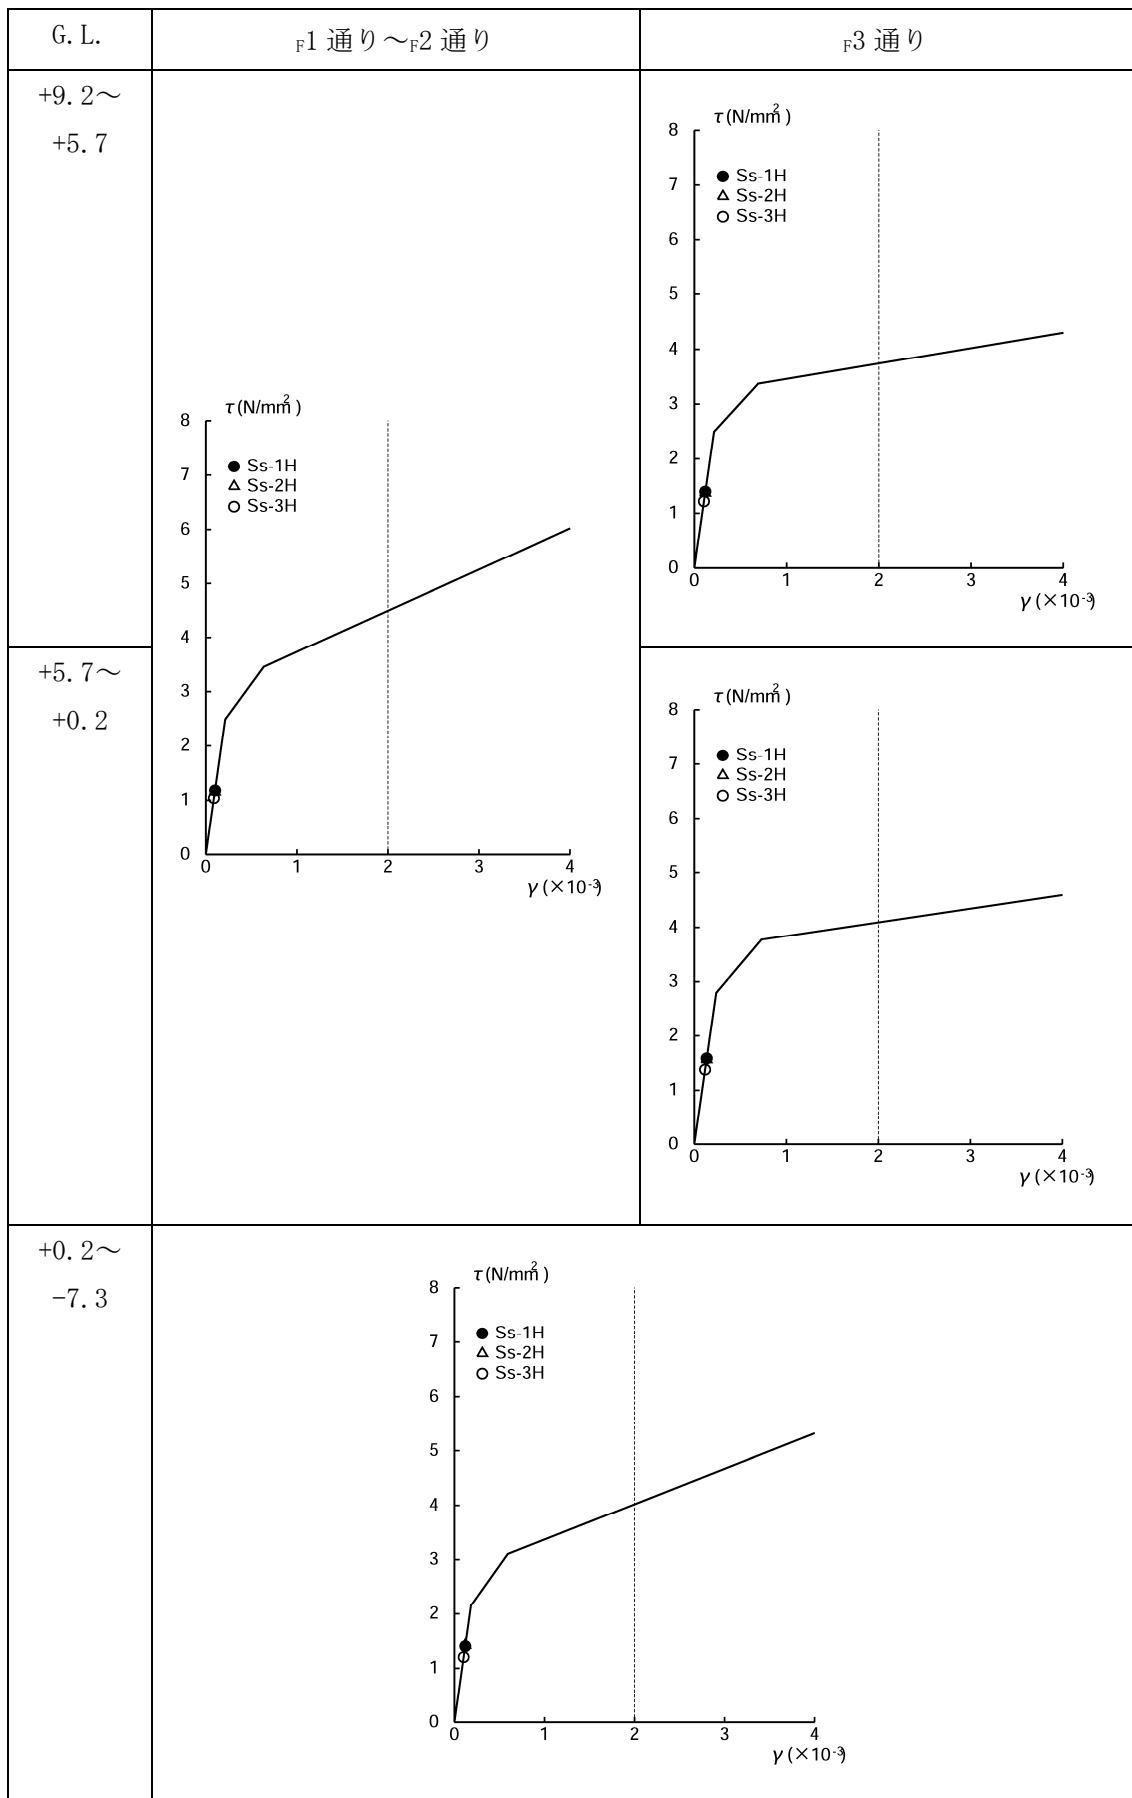 G.L.
F1 通り～F2 通り
F3 通り
+9.2～
+5.7
τ(N/mm2)
8
7
6
5
4
3
2
1
0
● Ss-1H
△ Ss-2H
○ Ss-3H
0 1 2 3 4
γ(×10-3)
τ(N/mm2)
8
7
6
5
4
3
2
1
0
● Ss-1H
△ Ss-2H
○ Ss-3H
0 1 2 3 4
γ(×10-3)
+5.7～
+0.2
τ(N/mm2)
8
7
6
5
4
3
2
1
0
● Ss-1H
△ Ss-2H
○ Ss-3H
0 1 2 3 4
γ(×10-3)
+0.2～
-7.3
τ(N/mm2)
8
7
6
5
4
3
2
1
0
● Ss-1H
△ Ss-2H
○ Ss-3H
0 1 2 3 4
γ(×10-3)